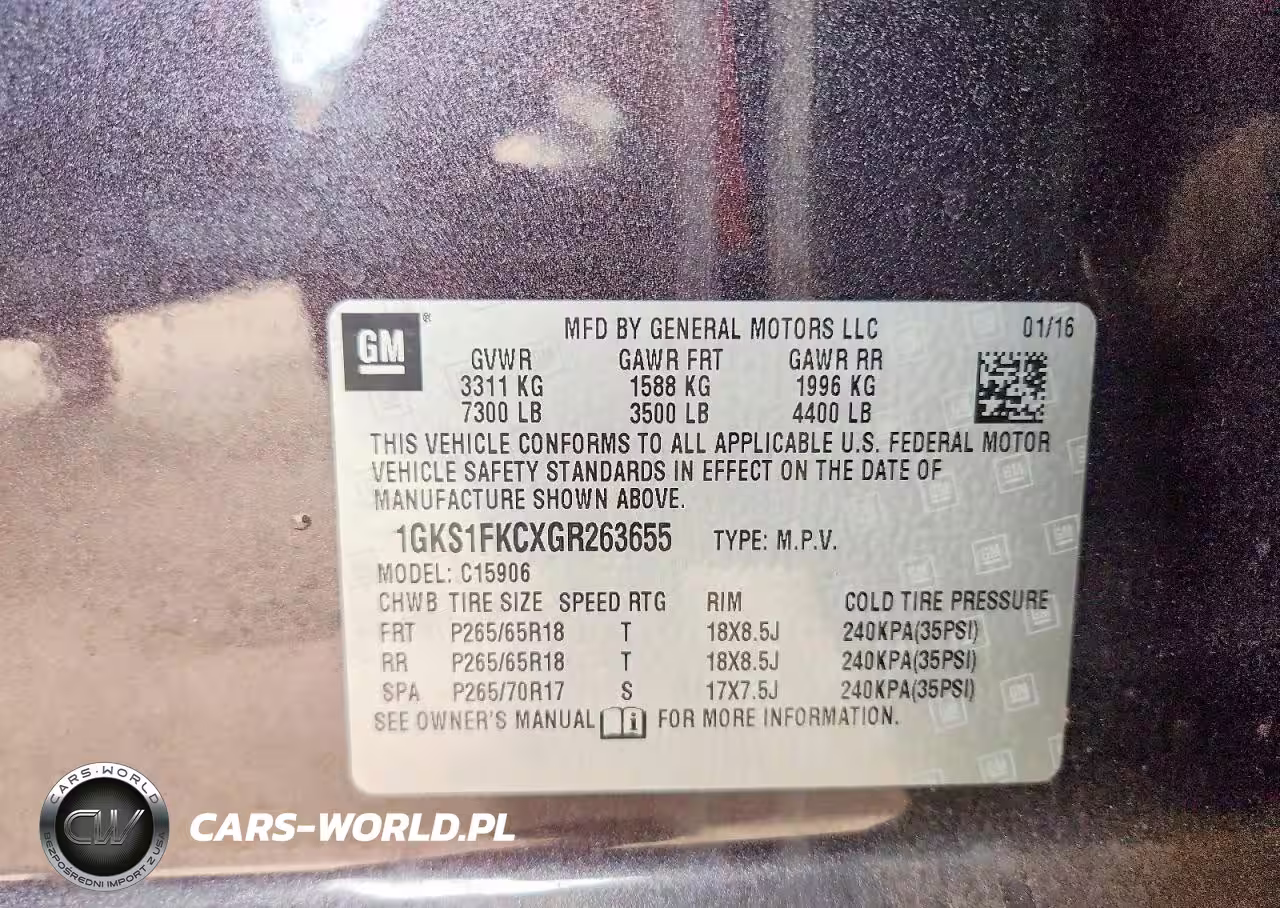 GM ®
MFD BY GENERAL MOTORS LLC 01/16
GVWR GAWR FRT GAWR RR
3311 KG 1588 KG 1996 KG
7300 LB 3500 LB 4400 LB
THIS VEHICLE CONFORMS TO ALL APPLICABLE U.S. FEDERAL MOTOR
VEHICLE SAFETY STANDARDS IN EFFECT ON THE DATE OF
MANUFACTURE SHOWN ABOVE.
1GKS1FKCXGR263655 TYPE: M.P.V.
MODEL: C15906
CHWB TIRE SIZE SPEED RTG RIM COLD TIRE PRESSURE
FRT P265/65R18 T 18X8.5J 240KPA(35PSI)
RR P265/65R18 T 18X8.5J 240KPA(35PSI)
SPA P265/70R17 S 17X7.5J 240KPA(35PSI)
SEE OWNER'S MANUAL i FOR MORE INFORMATION.
CARS-WORLD
CW
BEZPOŚREDNI IMPORT Z USA
CARS-WORLD.PL